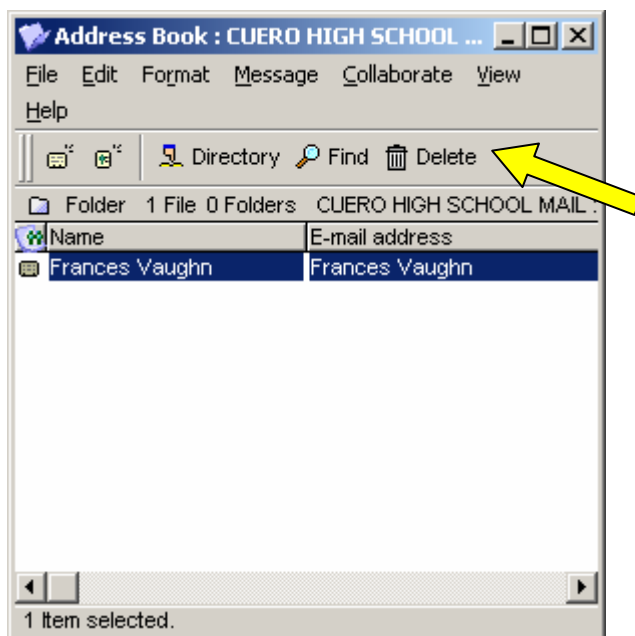 Address Book : CUERO HIGH SCHOOL ...
File Edit Format Message Collaborate View
Help
Directory Find Delete
Folder 1 File 0 Folders CUERO HIGH SCHOOL MAIL :
Name E-mail address
Frances Vaughn Frances Vaughn
1 Item selected.